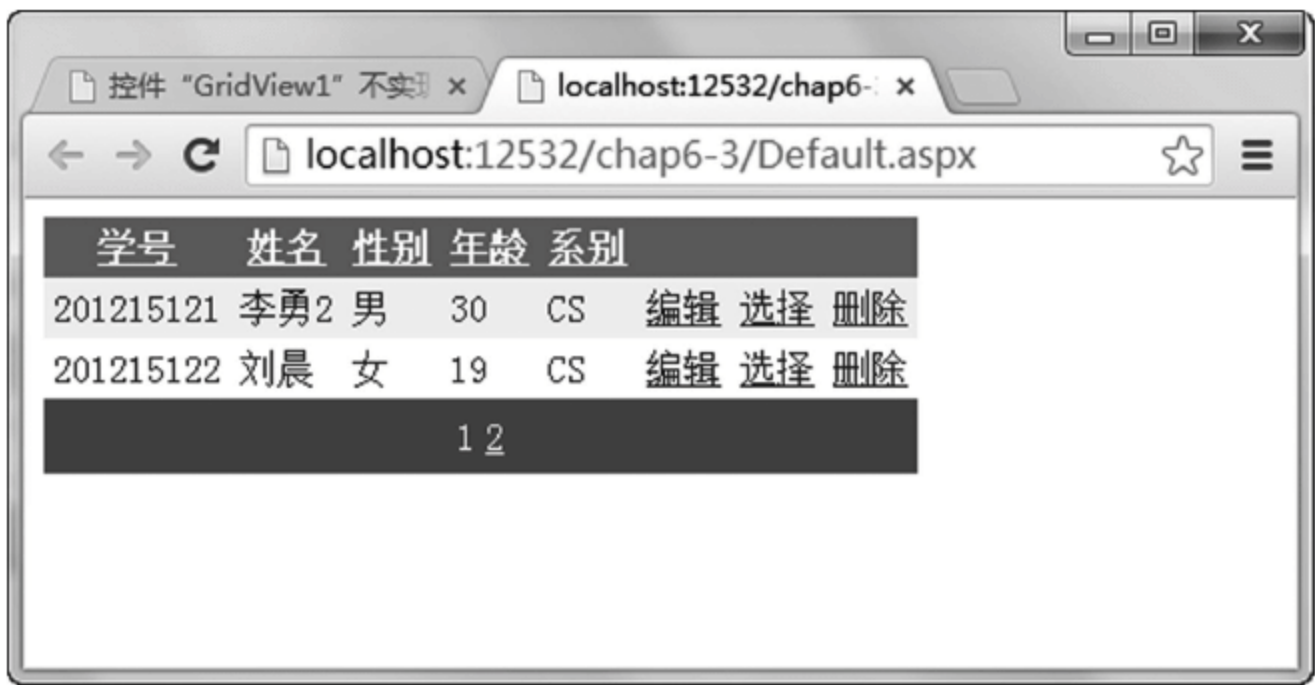 控件 "GridView1" 不实 localhost:12532/chap6-
localhost:12532/chap6-3/Default.aspx
学号 姓名 性别 年龄 系别
201215121 李勇2 男 30 CS 编辑 选择 删除
201215122 刘晨 女 19 CS 编辑 选择 删除
1 2